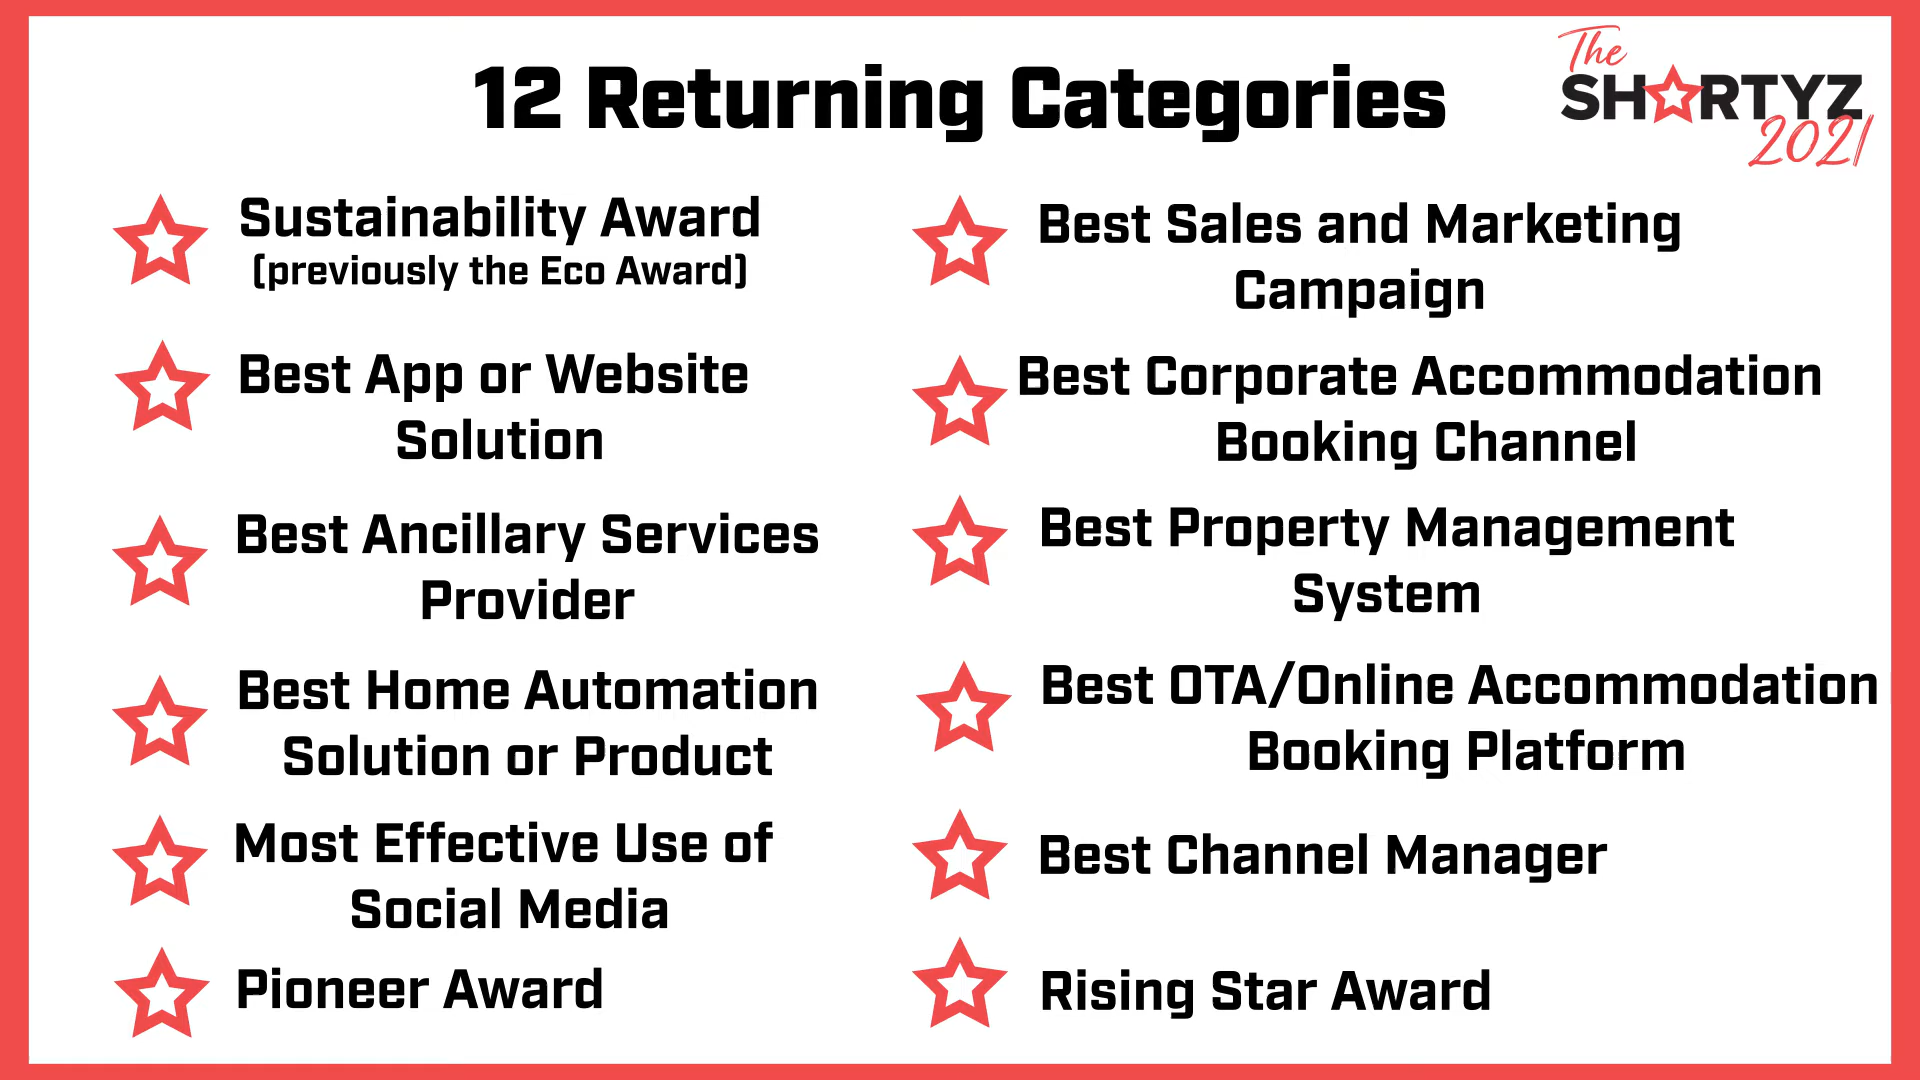 12 Returning Categories
The
SHORTYZ
2021
Sustainability Award
(previously the Eco Award)
Best App or Website
Solution
Best Ancillary Services
Provider
Best Home Automation
Solution or Product
Most Effective Use of
Social Media
Pioneer Award
Best Sales and Marketing
Campaign
Best Corporate Accommodation
Booking Channel
Best Property Management
System
Best OTA/Online Accommodation
Booking Platform
Best Channel Manager
Rising Star Award